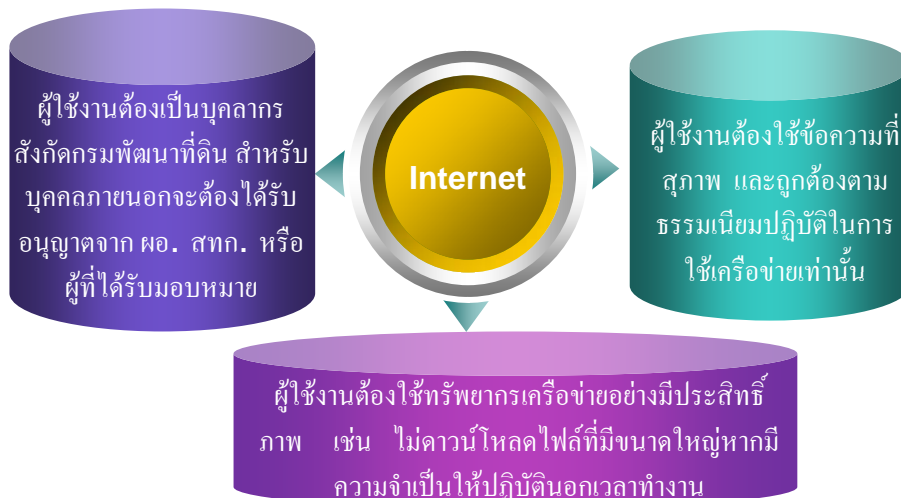 ผู้ใช้งานต้องเป็นบุคลากร
สังกัดกรมพัฒนาที่ดิน สำหรับ
บุคคลภายนอกจะต้องได้รับ
อนุญาตจาก ผอ. สทก. หรือ
ผู้ที่ได้รับมอบหมาย
Internet
ผู้ใช้งานต้องใช้ข้อความที่
สุภาพ และถูกต้องตาม
ธรรมเนียมปฏิบัติในการ
ใช้เครือข่ายเท่านั้น
ผู้ใช้งานต้องใช้ทรัพยากรเครือข่ายอย่างมีประสิทธิ์
ภาพ เช่น ไม่ดาวน์โหลดไฟล์ที่มีขนาดใหญ่หากมี
ความจำเป็นให้ปฏิบัตินอกเวลาทำงาน